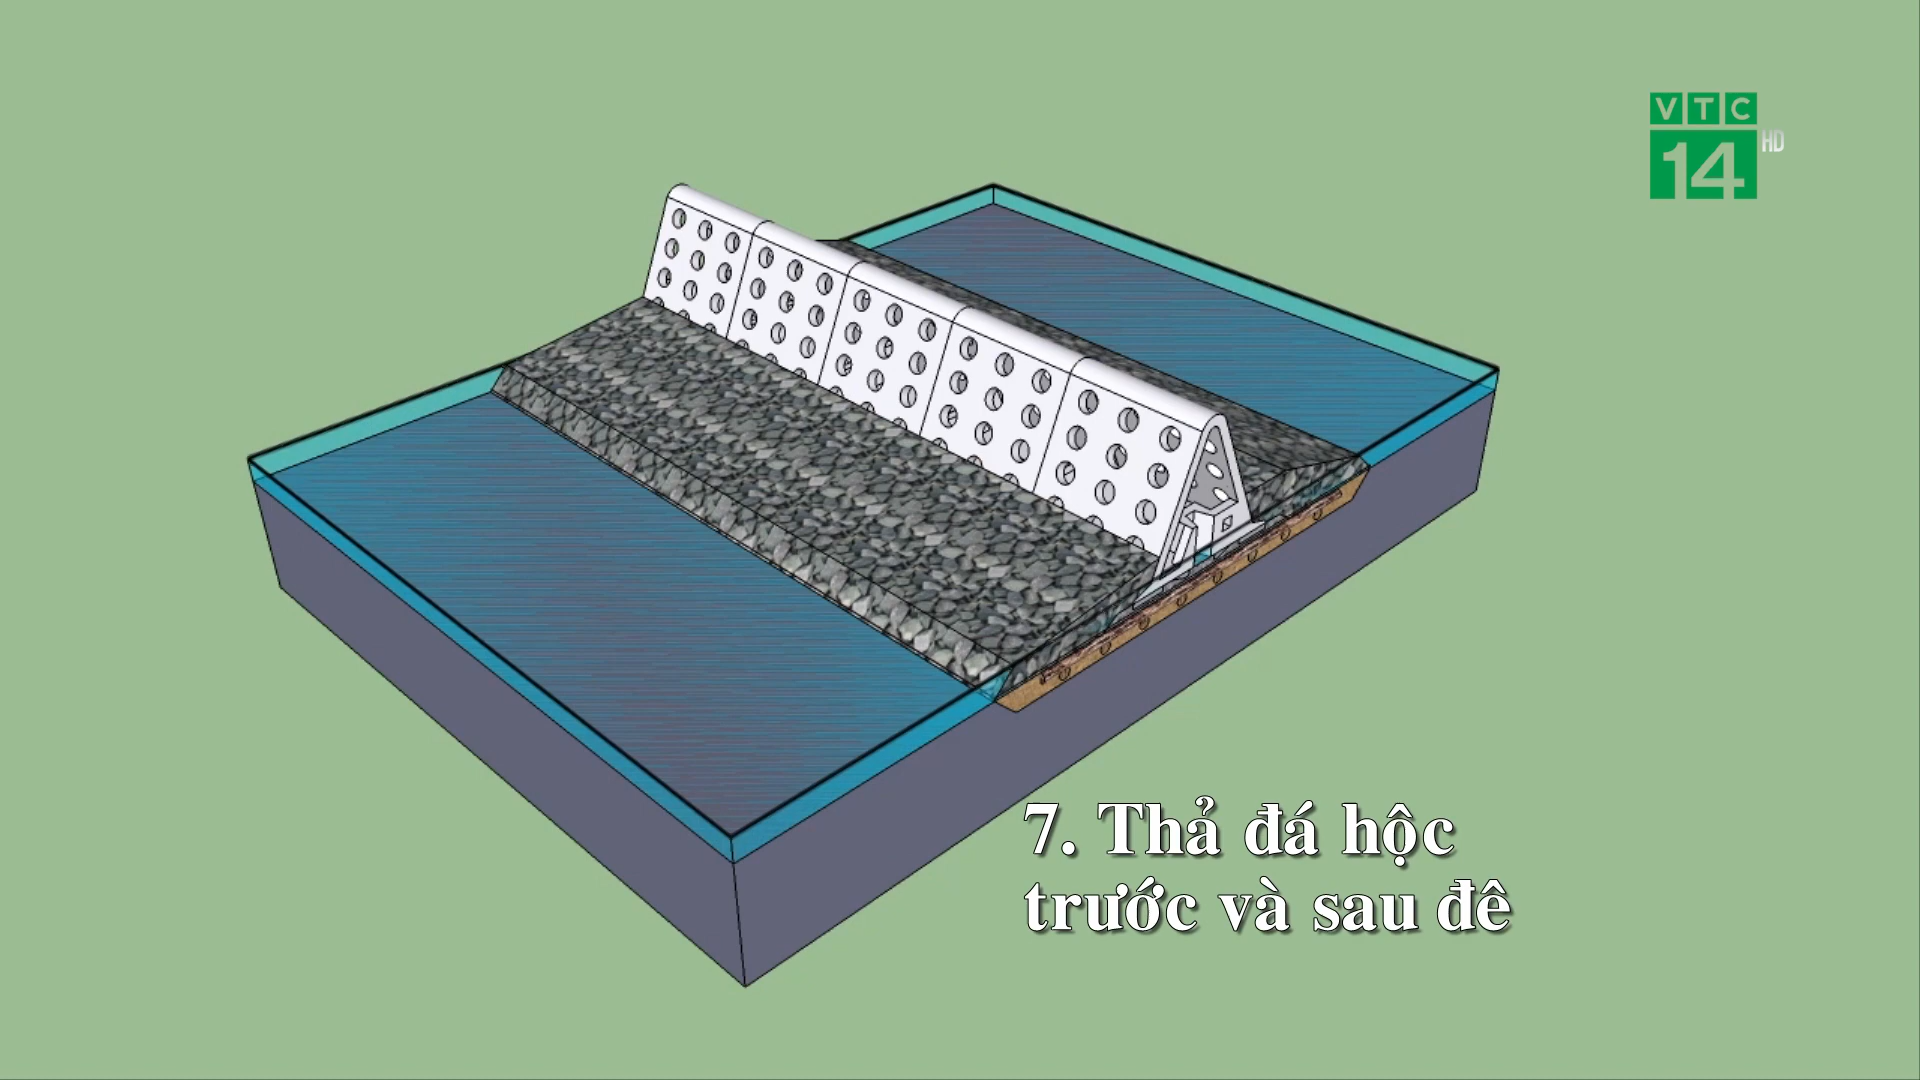 VTC
14 HD
7. Thả đá hộc
trước và sau đê